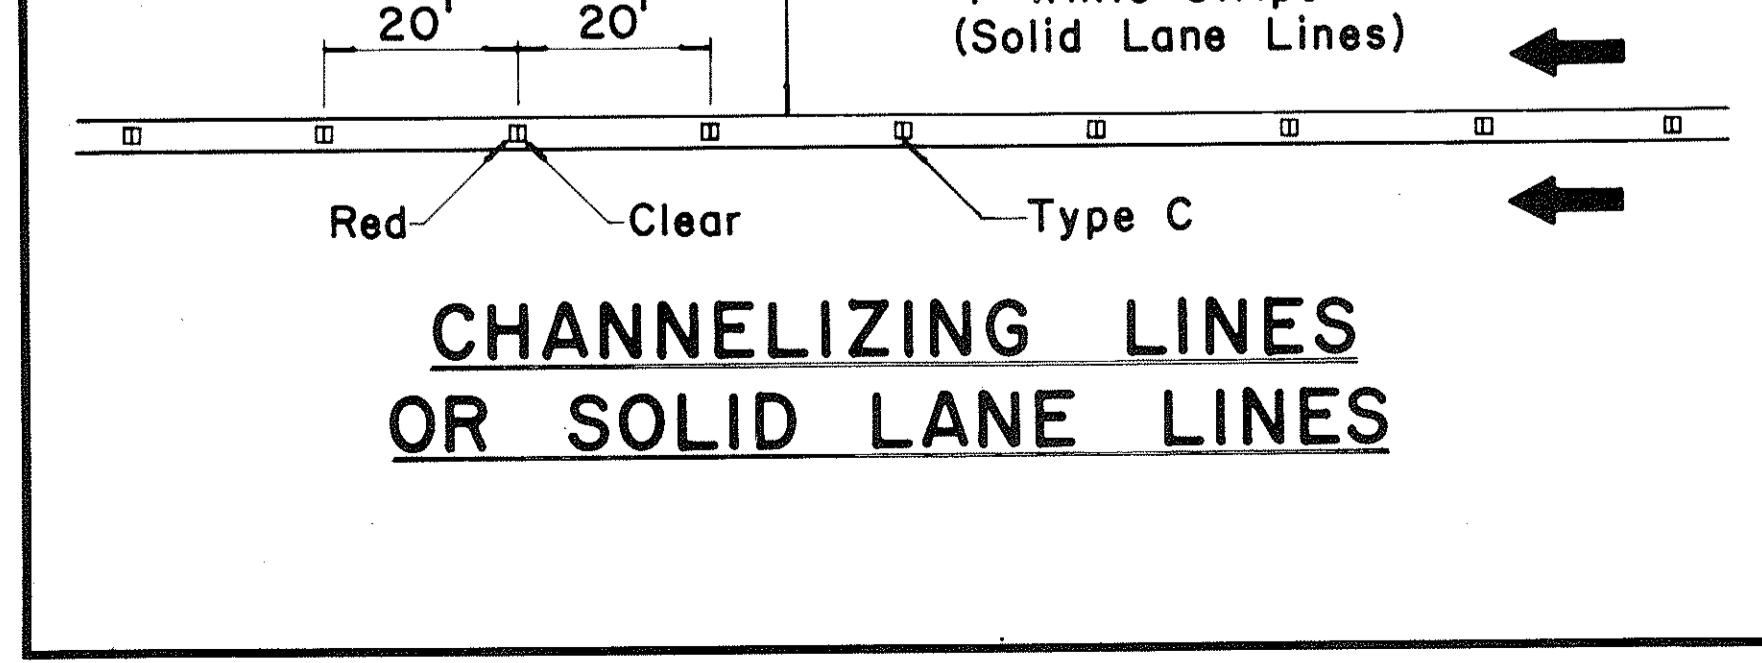 20' 20'
(Solid Lane Lines)
Red Clear Type C
CHANNELIZING LINES
OR SOLID LANE LINES